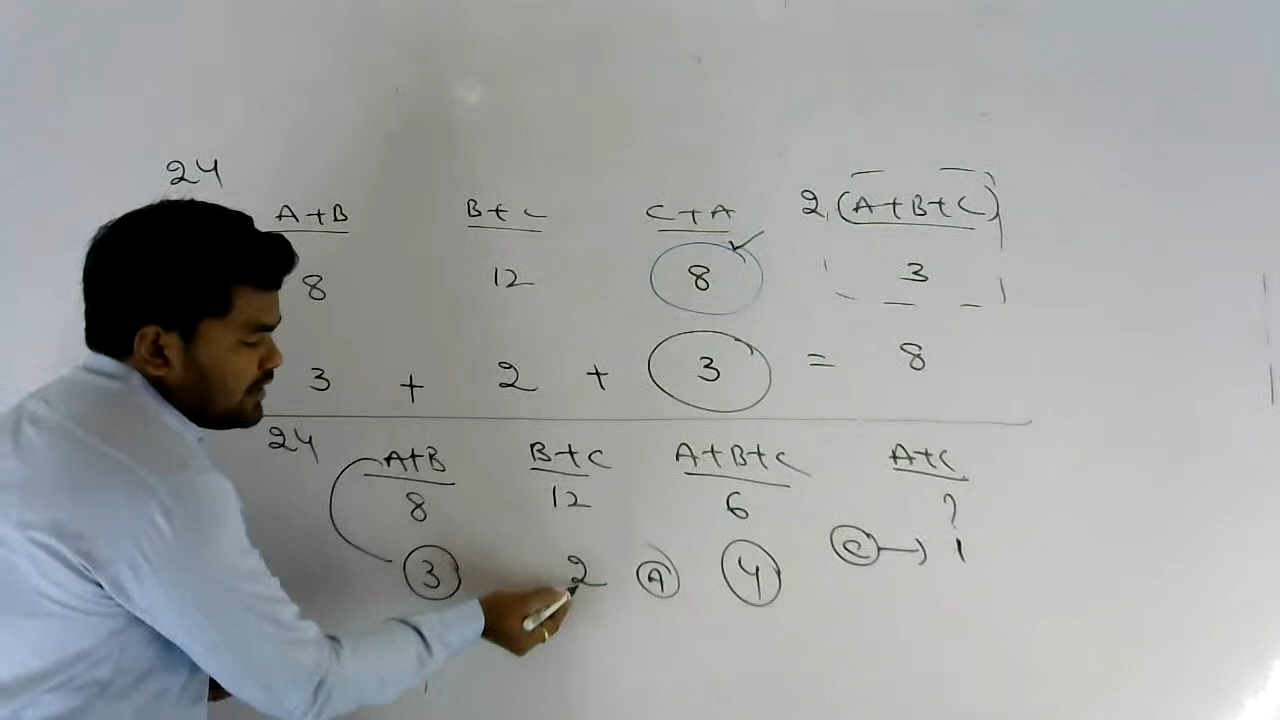 24
A+B B+C C+A 2(A+B+C)
8 12 8 3
3 + 2 + 3 = 8
24
A+B B+C A+B+C A+C
8 12 6 ?
3 2 A 4 C → 1